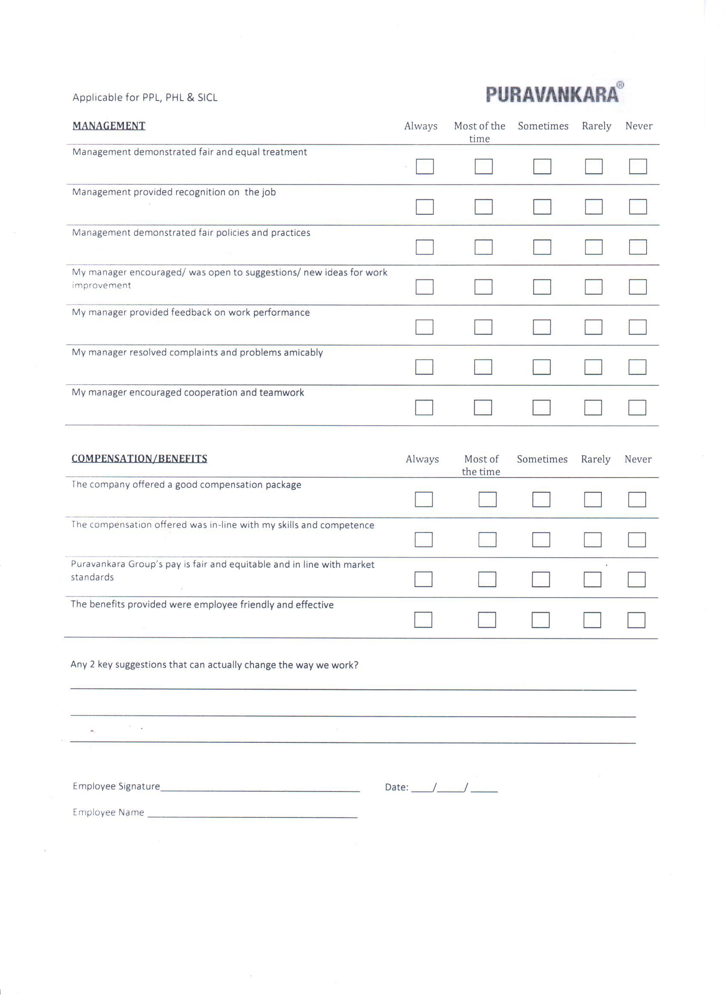 Applicable for PPL, PHL & SICL
PURAVANKARA®
MANAGEMENT Always Most of the Sometimes Rarely Never
time
Management demonstrated fair and equal treatment
Management provided recognition on the job
Management demonstrated fair policies and practices
My manager encouraged/ was open to suggestions/ new ideas for work
improvement
My manager provided feedback on work performance
My manager resolved complaints and problems amicably
My manager encouraged cooperation and teamwork
COMPENSATION/BENEFITS Always Most of Sometimes Rarely Never
the time
The company offered a good compensation package
The compensation offered was in-line with my skills and competence
Puravankara Group's pay is fair and equitable and in line with market
standards
The benefits provided were employee friendly and effective
Any 2 key suggestions that can actually change the way we work?
Employee Signature Date: / /
Employee Name